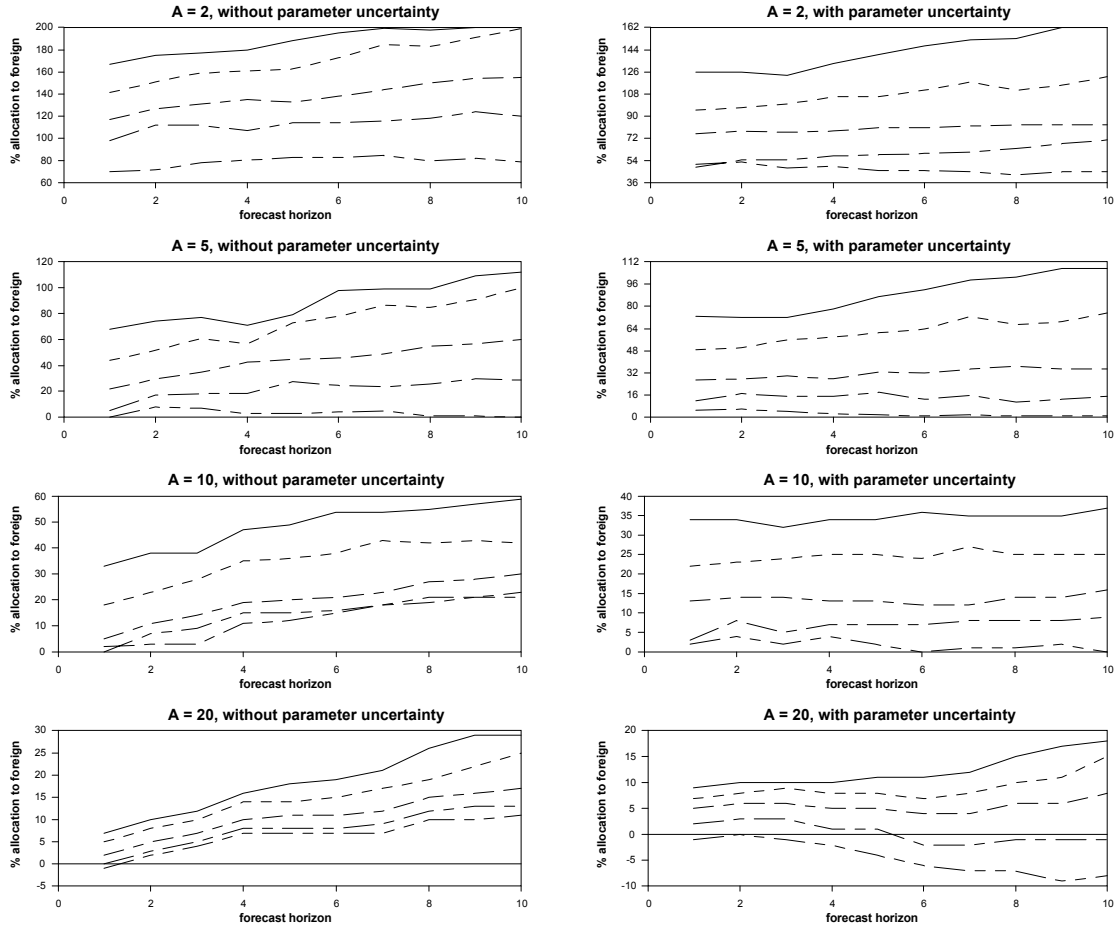 A = 2, without parameter uncertainty
% allocation to foreign
200
180
160
140
120
100
80
60
0 2 4 6 8 10
forecast horizon
A = 2, with parameter uncertainty
% allocation to foreign
162
144
126
108
90
72
54
36
0 2 4 6 8 10
forecast horizon
A = 5, without parameter uncertainty
% allocation to foreign
120
100
80
60
40
20
0
0 2 4 6 8 10
forecast horizon
A = 5, with parameter uncertainty
% allocation to foreign
112
96
80
64
48
32
16
0
0 2 4 6 8 10
forecast horizon
A = 10, without parameter uncertainty
% allocation to foreign
60
50
40
30
20
10
0
0 2 4 6 8 10
forecast horizon
A = 10, with parameter uncertainty
% allocation to foreign
40
35
30
25
20
15
10
5
0
0 2 4 6 8 10
forecast horizon
A = 20, without parameter uncertainty
% allocation to foreign
30
25
20
15
10
5
0
-5
0 2 4 6 8 10
forecast horizon
A = 20, with parameter uncertainty
% allocation to foreign
20
15
10
5
0
-5
-10
0 2 4 6 8 10
forecast horizon